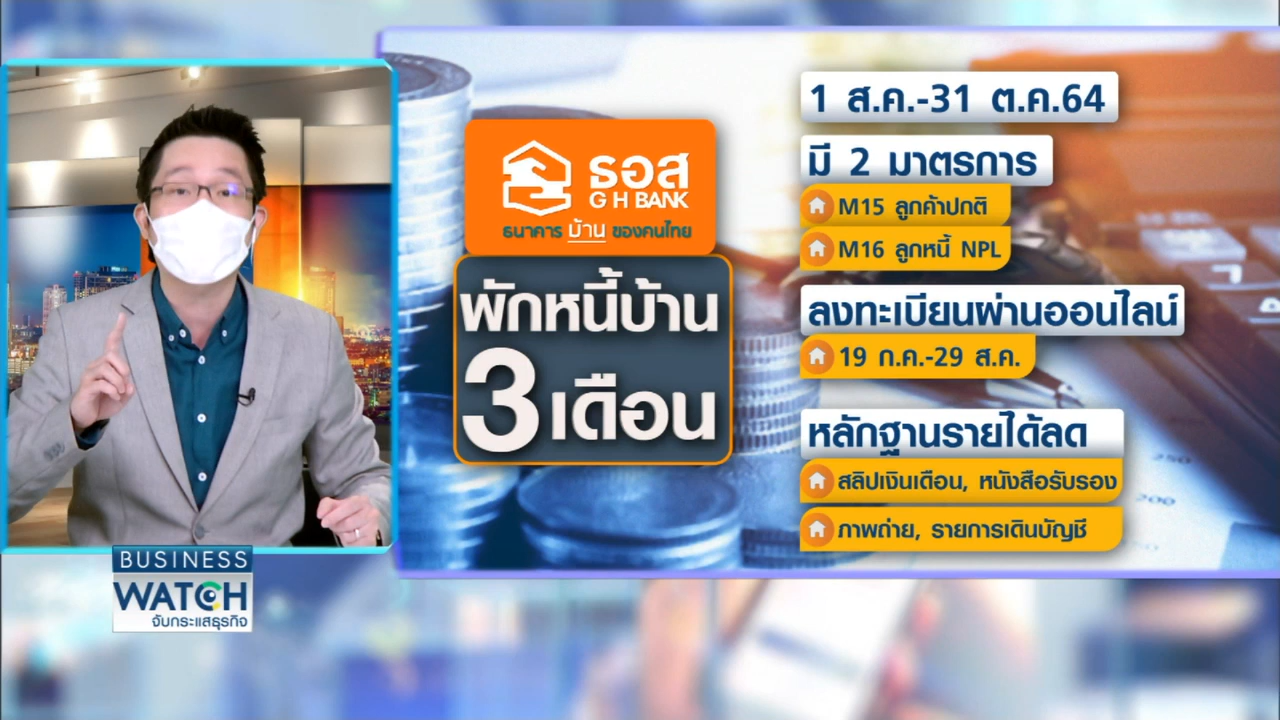 ธอส
G H BANK
ธนาคาร บ้าน ของคนไทย
พักหนี้บ้าน
3 เดือน
1 ส.ค.-31 ต.ค.64
มี 2 มาตรการ
M15 ลูกค้าปกติ
M16 ลูกหนี้ NPL
ลงทะเบียนผ่านออนไลน์
19 ก.ค.-29 ส.ค.
หลักฐานรายได้ลด
สลิปเงินเดือน, หนังสือรับรอง
ภาพถ่าย, รายการเดินบัญชี
BUSINESS
WATCH
จับกระแสธุรกิจ